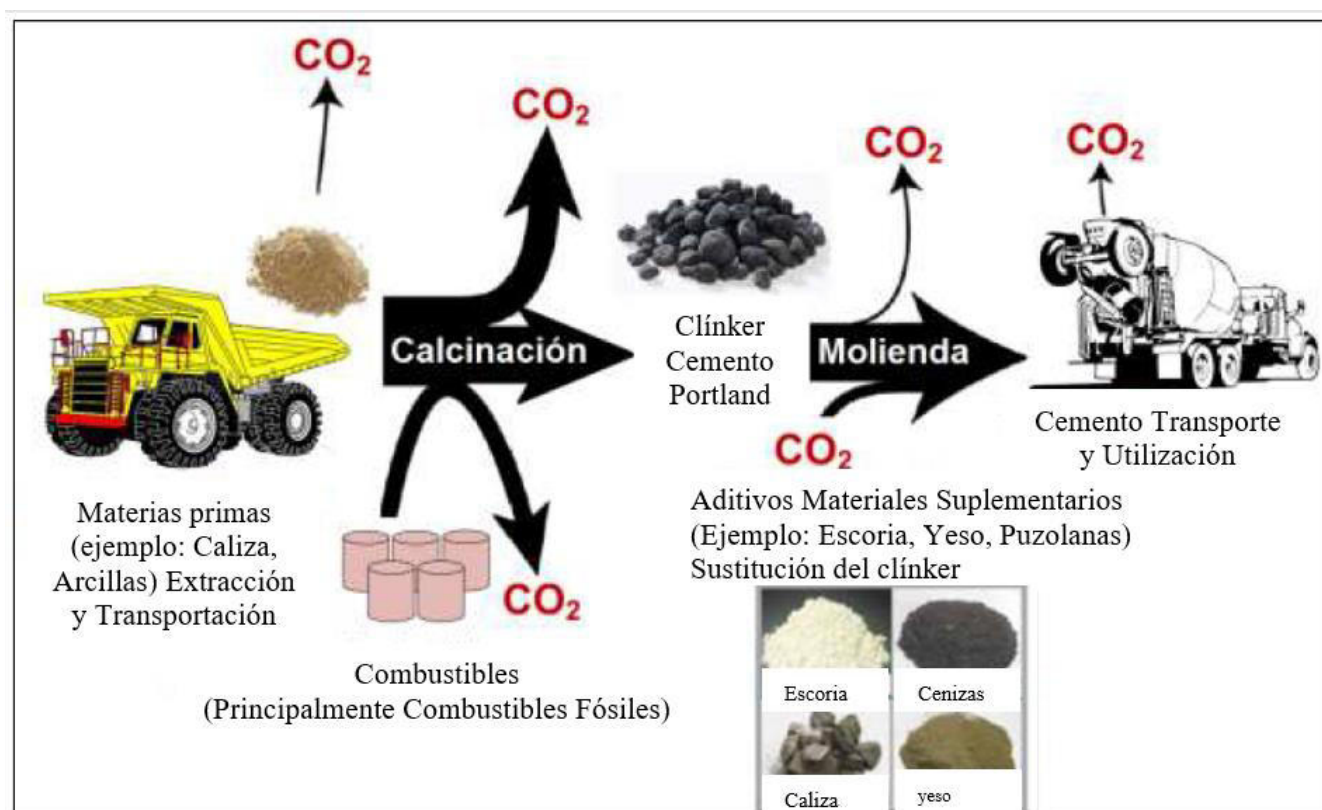 CO₂
CO₂
CO₂
CO₂
Calcinación
Clínker
Cemento
Portland
Molienda
CO₂
Cemento Transporte
y Utilización
Materias primas
(ejemplo: Caliza,
Arcillas) Extracción
y Transportación
CO₂
Combustibles
(Principalmente Combustibles Fósiles)
Aditivos Materiales Suplementarios
(Ejemplo: Escoria, Yeso, Puzolanas)
Sustitución del clínker
Escoria
Cenizas
Caliza
yeso